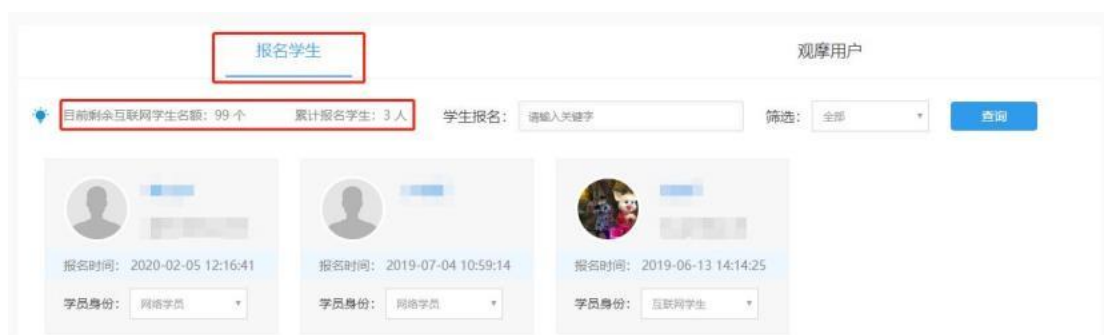 报名学生 观摩用户
目前剩余互联网学生名额：99 个 累计报名学生：3 人 学生报名： 请输入关键字 筛选： 全部 查询
报名时间： 2020-02-05 12:16:41 报名时间： 2019-07-04 10:59:14 报名时间： 2019-06-13 14:14:25
学员身份： 网络学员 学员身份： 网络学员 学员身份： 互联网学生